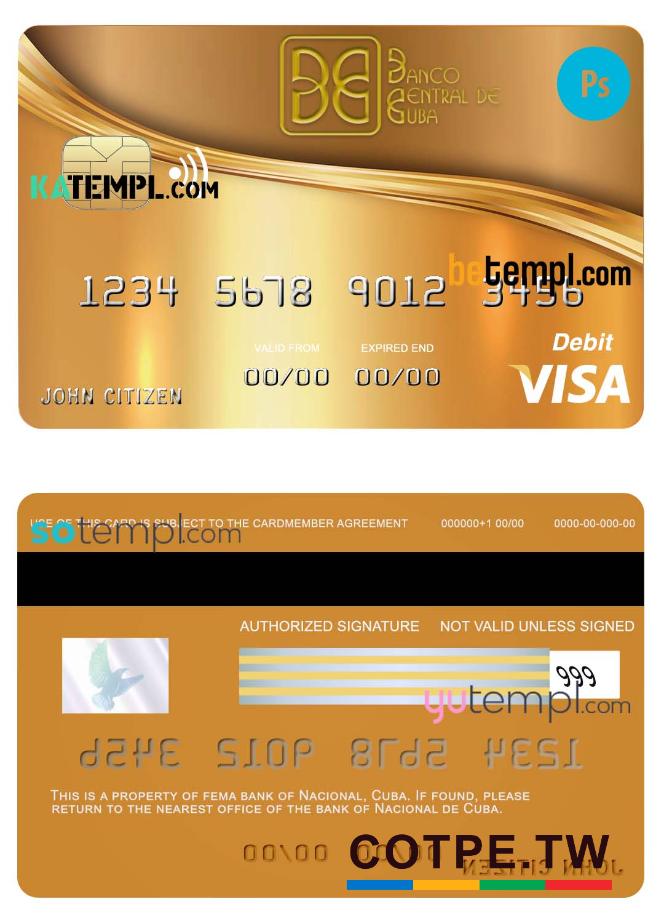 BANCO
CENTRAL DE
CUBA
Ps
KATEMPL.COM
betempl.com
1234 5678 9012 3456
Debit
VALID FROM EXPIRED END
00/00 00/00
VISA
JOHN CITIZEN
USE OF THIS CARD IS SUBJECT TO THE CARDMEMBER AGREEMENT 000000+1 00/00 0000-00-000-00
sotempl.com
AUTHORIZED SIGNATURE NOT VALID UNLESS SIGNED
999
yutempl.com
THIS IS A PROPERTY OF FEMA BANK OF NACIONAL, CUBA. IF FOUND, PLEASE
RETURN TO THE NEAREST OFFICE OF THE BANK OF NACIONAL DE CUBA.
00/00 00/00
COTPE.TW
JOHN CITIZEN